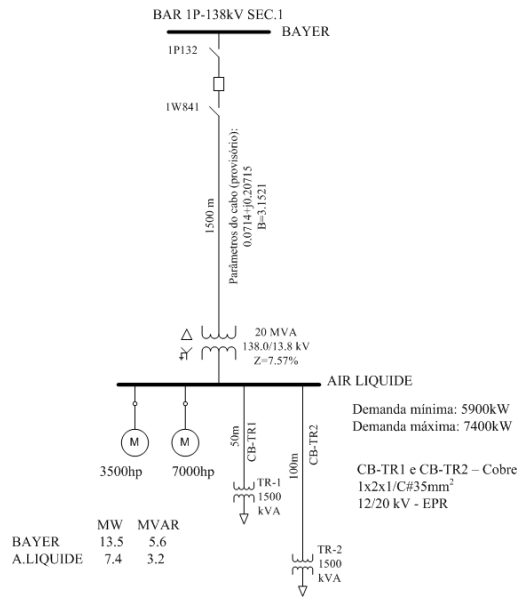 BAR 1P-138kV SEC.1
BAYER
1P132
1W841
1500 m
Parâmetros do cabo (provisório):
0.0714+j0.20715
B=3.1521
20 MVA
138.0/13.8 kV
Z=7.57%
AIR LIQUIDE
Demanda mínima: 5900kW
Demanda máxima: 7400kW
M
M
3500hp
7000hp
50m
CB-TR1
100m
CB-TR2
CB-TR1 e CB-TR2 – Cobre
1x2x1/C#35mm²
12/20 kV - EPR
TR-1
1500
kVA
MW MVAR
BAYER 13.5 5.6
A.LIQUIDE 7.4 3.2
TR-2
1500
kVA